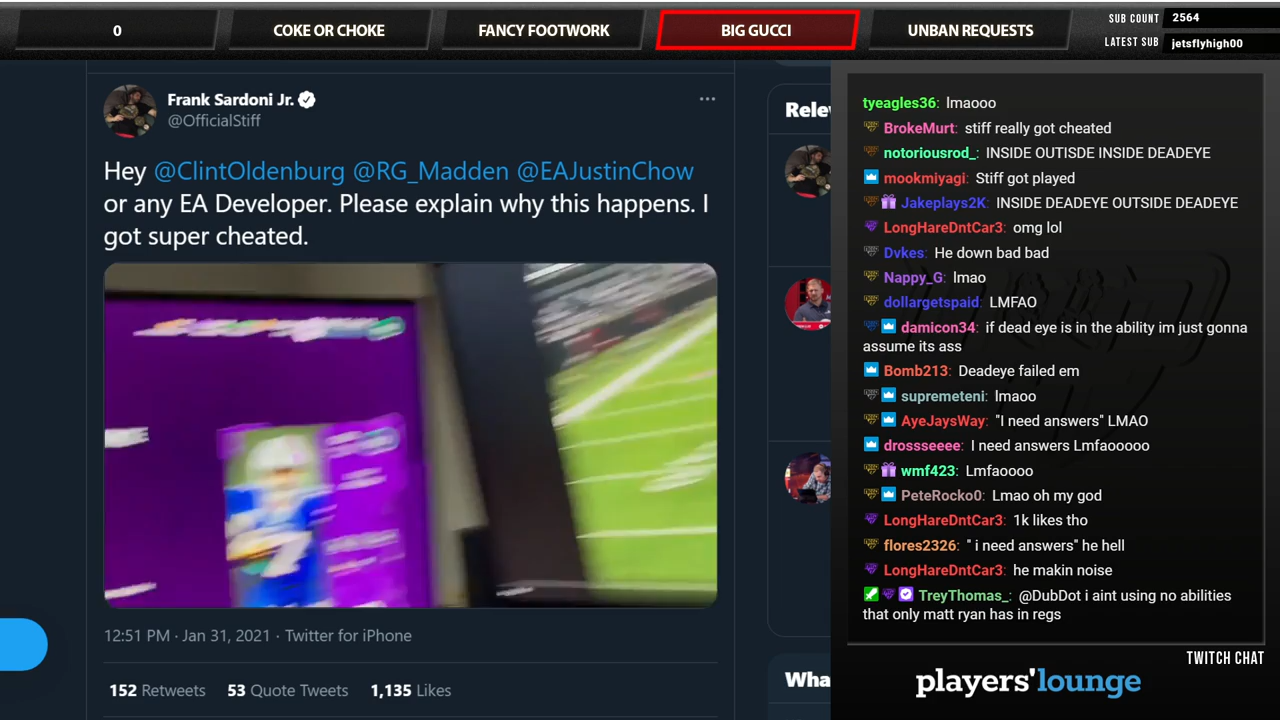 0
COKE OR CHOKE
FANCY FOOTWORK
BIG GUCCI
UNBAN REQUESTS
SUB COUNT 2564
LATEST SUB jetsflyhigh00
Frank Sardoni Jr.
@OfficialStiff
Hey @ClintOldenburg @RG_Madden @EAJustinChow
or any EA Developer. Please explain why this happens. I
got super cheated.
12:51 PM · Jan 31, 2021 · Twitter for iPhone
152 Retweets 53 Quote Tweets 1,135 Likes
Rele
Wha
tyeagles36: lmaooo
BrokeMurt: stiff really got cheated
notoriousrod_: INSIDE OUTISDE INSIDE DEADEYE
mookmiyagi: Stiff got played
Jakeplays2K: INSIDE DEADEYE OUTSIDE DEADEYE
LongHareDntCar3: omg lol
Dvkes: He down bad bad
Nappy_G: lmao
dollargetspaid: LMFAO
damicon34: if dead eye is in the ability im just gonna
assume its ass
Bomb213: Deadeye failed em
supremeteni: lmaoo
AyeJaysWay: "I need answers" LMAO
drossseeee: I need answers Lmfaooooo
wmf423: Lmfaoooo
PeteRocko0: Lmao oh my god
LongHareDntCar3: 1k likes tho
flores2326: " i need answers" he hell
LongHareDntCar3: he makin noise
TreyThomas_: @DubDot i aint using no abilities
that only matt ryan has in regs
TWITCH CHAT
players'lounge